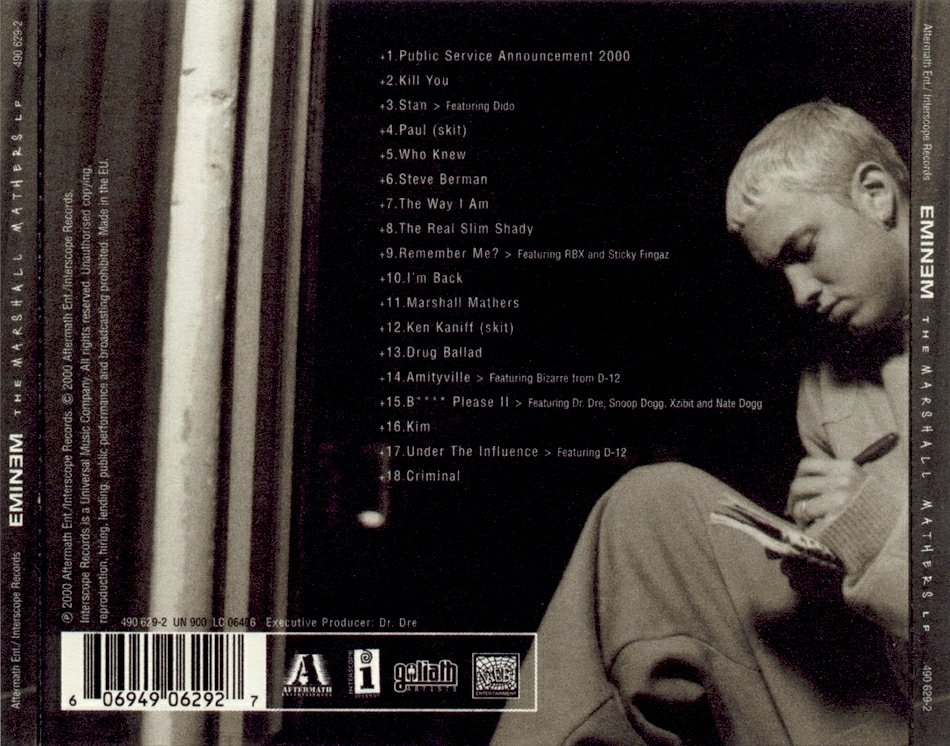 490 629-2
Aftermath Ent./ Interscope Records EMINEM THE MARSHALL MATHERS LP 490 629-2
+1.Public Service Announcement 2000
+2.Kill You
+3.Stan > Featuring Dido
+4.Paul (skit)
+5.Who Knew
+6.Steve Berman
+7.The Way I Am
+8.The Real Slim Shady
+9.Remember Me? > Featuring RBX and Sticky Fingaz
+10.I'm Back
+11.Marshall Mathers
+12.Ken Kaniff (skit)
+13.Drug Ballad
+14.Amityville > Featuring Bizarre from D-12
+15.B**** Please II > Featuring Dr. Dre, Snoop Dogg, Xzibit and Nate Dogg
+16.Kim
+17.Under The Influence > Featuring D-12
+18.Criminal
℗ 2000 Aftermath Ent./Interscope Records. © 2000 Aftermath Ent./Interscope Records.
Interscope Records is a Universal Music Company. All rights reserved. Unauthorised copying,
reproduction, hiring, lending, public performance and broadcasting prohibited. Made in the EU.
490 629-2 UN 900 LC 06406 Executive Producer: Dr. Dre
6 06949 06292 7
AFTERMATH
ENTERTAINMENT
INTERSCOPE
RECORDS
goliath
ARTISTS
WEB
ENTERTAINMENT
Aftermath Ent./ Interscope Records EMINEM THE MARSHALL MATHERS LP